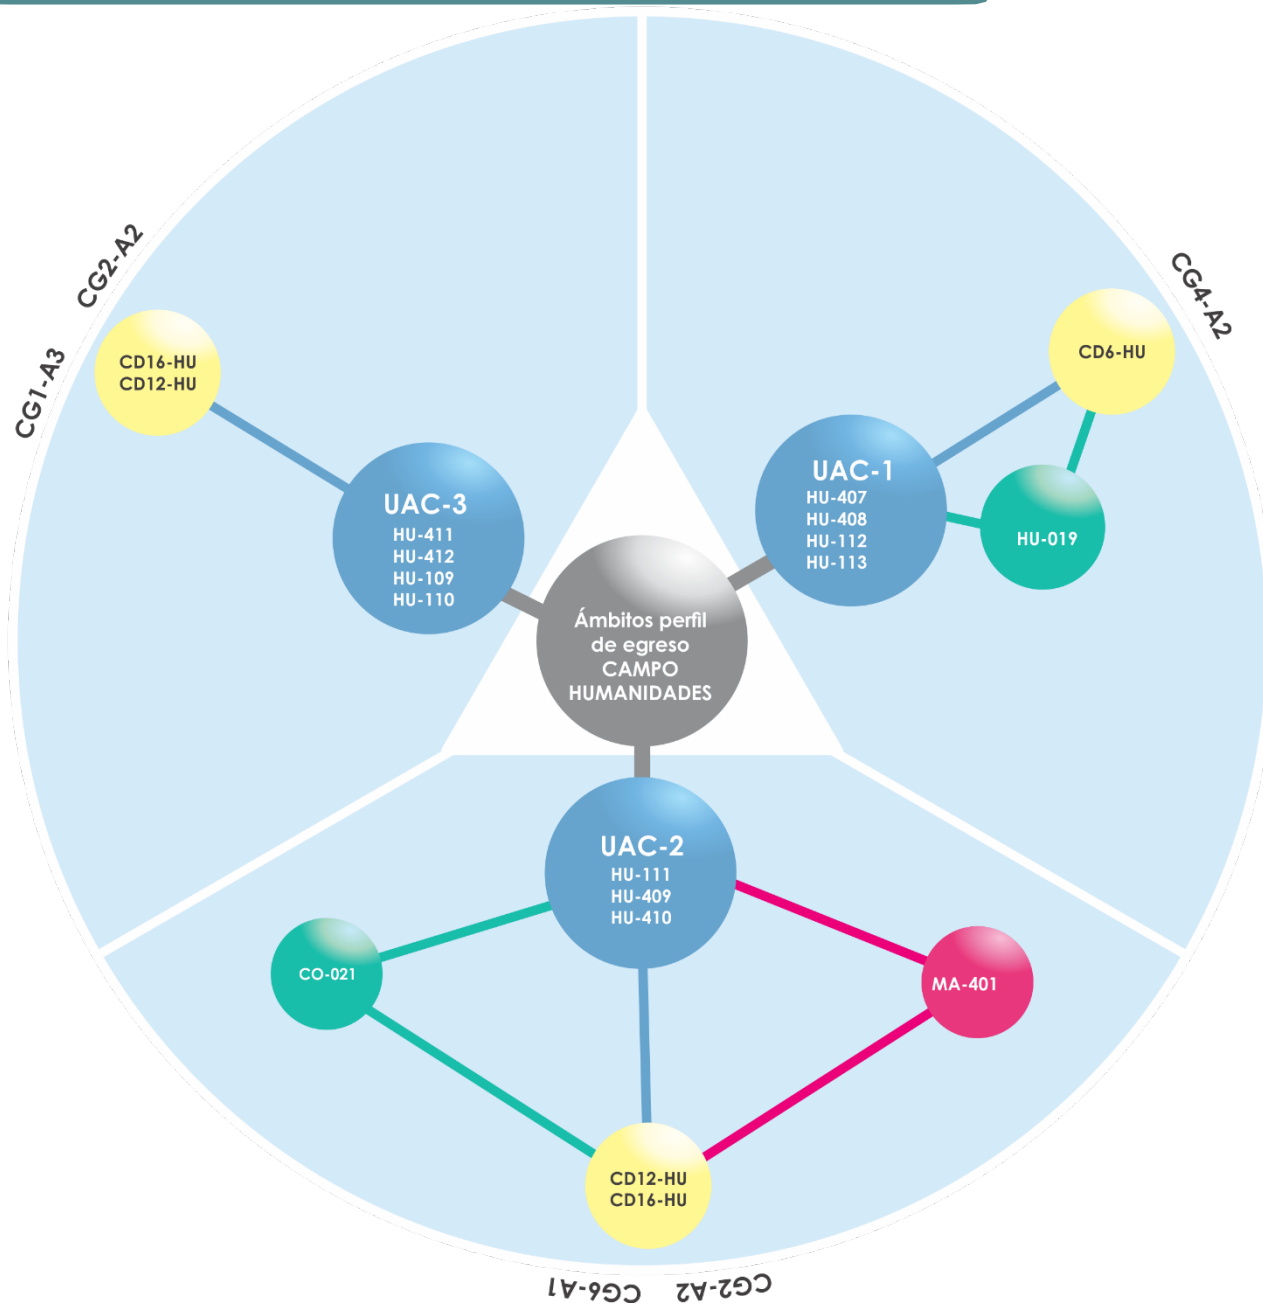 CG2-A2
CG1-A3
CD16-HU
CD12-HU
UAC-3
HU-411
HU-412
HU-109
HU-110
CG4-A2
CD6-HU
UAC-1
HU-407
HU-408
HU-112
HU-113
HU-019
Ámbitos perfil
de egreso
CAMPO
HUMANIDADES
UAC-2
HU-111
HU-409
HU-410
CO-021
MA-401
CD12-HU
CD16-HU
CG2-A2
CG6-A1